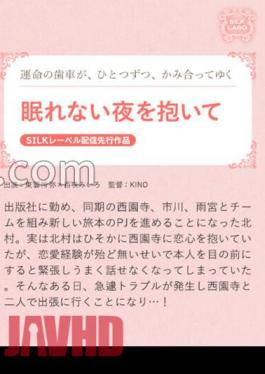 SILK
LABO
運命の歯車が、ひとつずつ、かみ合ってゆく
眠れない夜を抱いて
SILKレーベル配信先行作品
監督：KINO
出版社に勤め、同期の西園寺、市川、雨宮とチー
ムを組み新しい旅本のPJを進めることになった北
村。実は北村はひそかに西園寺に恋心を抱いてい
たが、恋愛経験が殆ど無いせいで本人を目の前に
すると緊張しうまく話せなくなってしまっていた
。そんなある日、急遽トラブルが発生し西園寺と
二人で出張に行くことになり…！
JAVHD